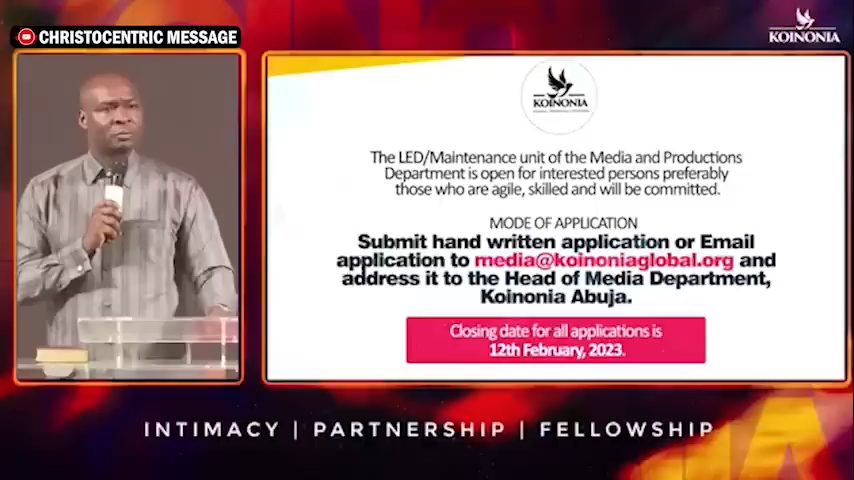 CHRISTOCENTRIC MESSAGE
KOINONIA
KOINONIA
The LED/Maintenance unit of the Media and Productions
Department is open for interested persons preferably
those who are agile, skilled and will be committed.
MODE OF APPLICATION
Submit hand written application or Email
application to media@koinoniaglobal.org and
address it to the Head of Media Department,
Koinonia Abuja.
Closing date for all applications is
12th February, 2023.
INTIMACY | PARTNERSHIP | FELLOWSHIP